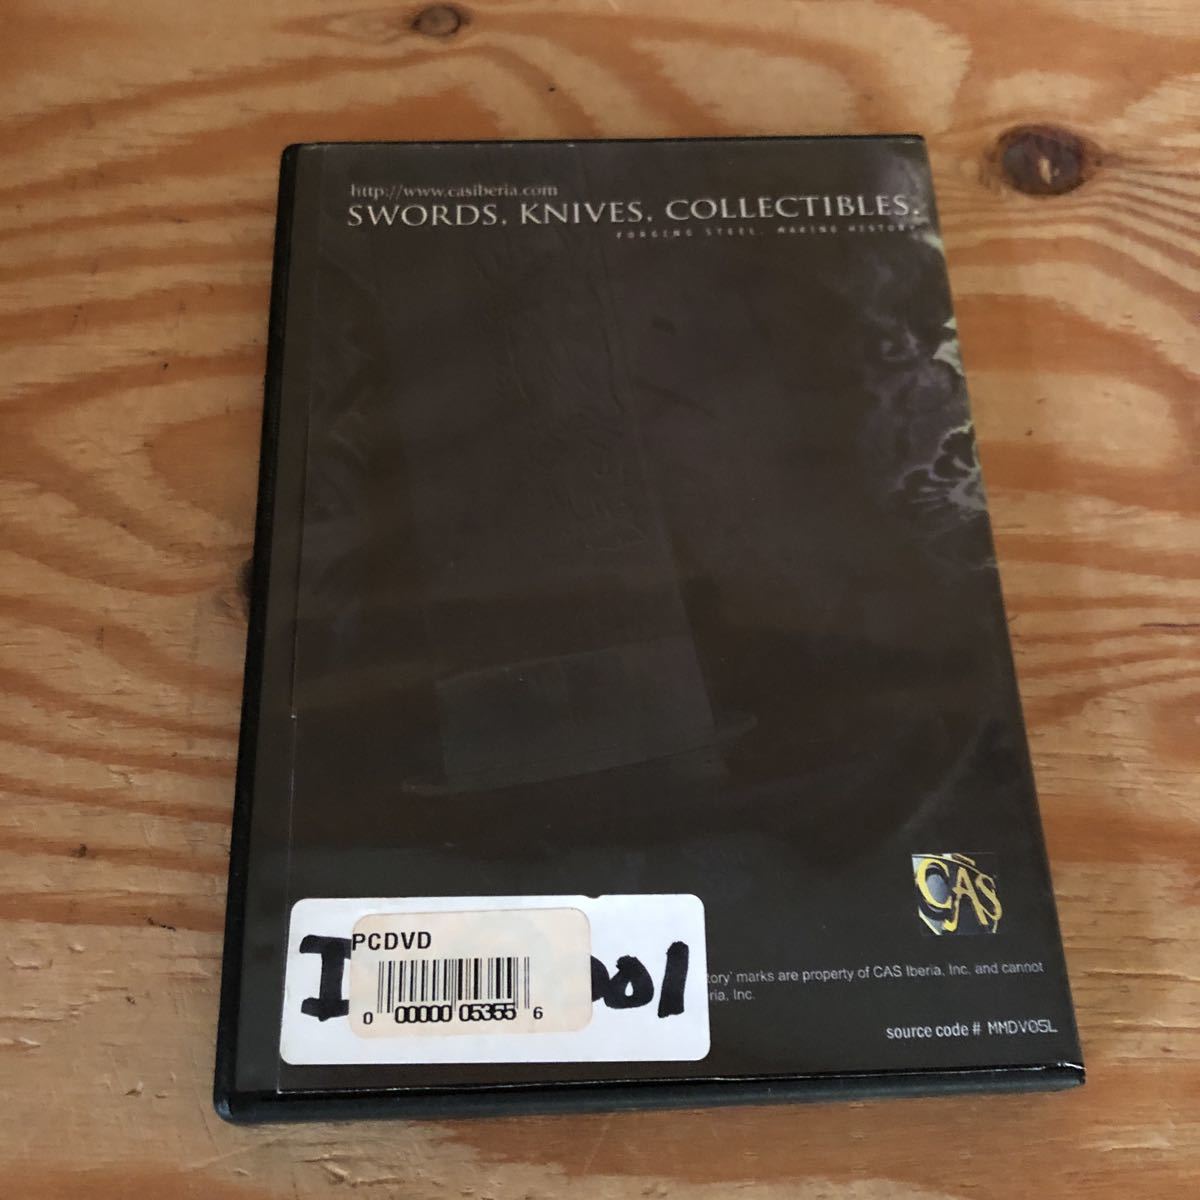 http://www.casiberia.com
SWORDS, KNIVES, COLLECTIBLES.
FORGING STEEL. MAKING HISTORY
CAS
PCDVD
I 001
0 00000 05355 6
tory' marks are property of CAS Iberia, Inc. and cannot
ria, Inc.
source code # MMDV05L